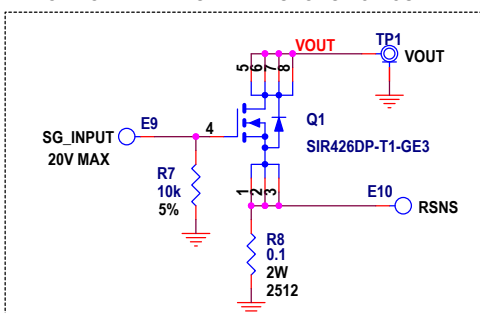 VOUT
TP1
VOUT
5
6
7
8
Q1
SIR426DP-T1-GE3
E9
4
SG_INPUT
20V MAX
R7
10k
5%
1
2
3
E10
RSNS
R8
0.1
2W
2512